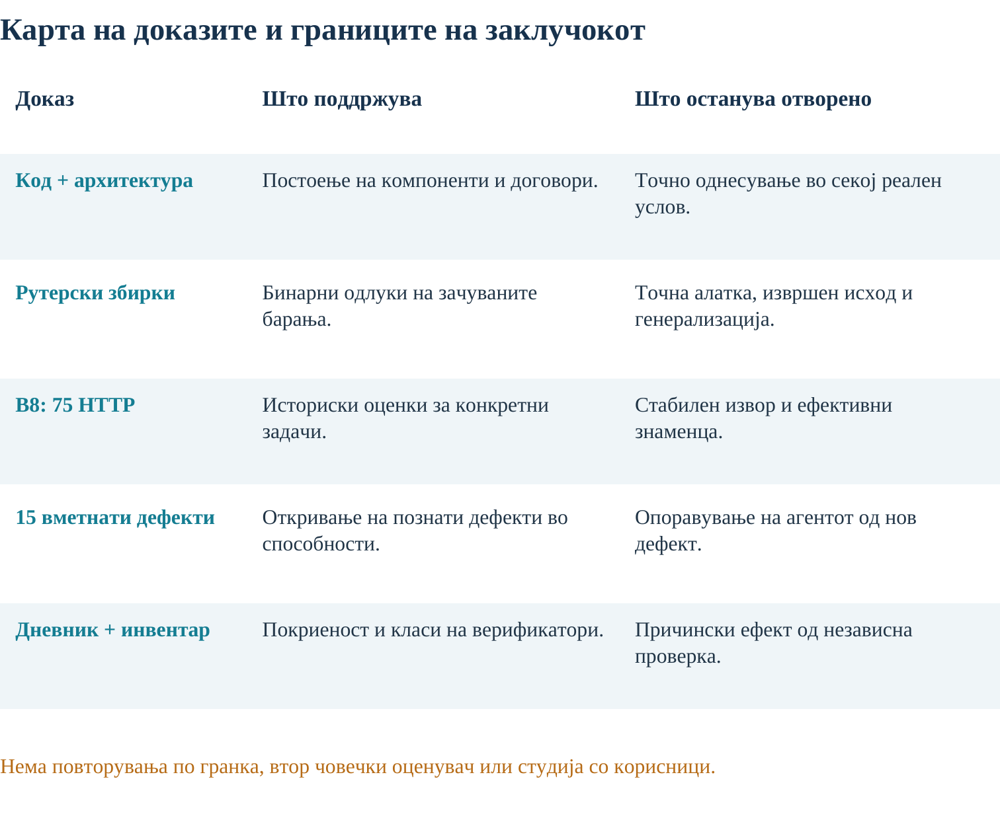 Карта на доказите и границите на заклучокот
Доказ
Што поддржува
Што останува отворено
Код + архитектура
Постоење на компоненти и договори.
Точно однесување во секој реален
услов.
Рутерски збирки
Бинарни одлуки на зачуваните
барања.
Точна алатка, извршен исход и
генерализација.
B8: 75 HTTP
Историски оценки за конкретни
задачи.
Стабилен извор и ефективни
знаменца.
15 вметнати дефекти
Откривање на познати дефекти во
способности.
Опоравување на агентот од нов
дефект.
Дневник + инвентар
Покриеност и класи на верификатори.
Причински ефект од независна
проверка.
Нема повторувања по гранка, втор човечки оценувач или студија со корисници.